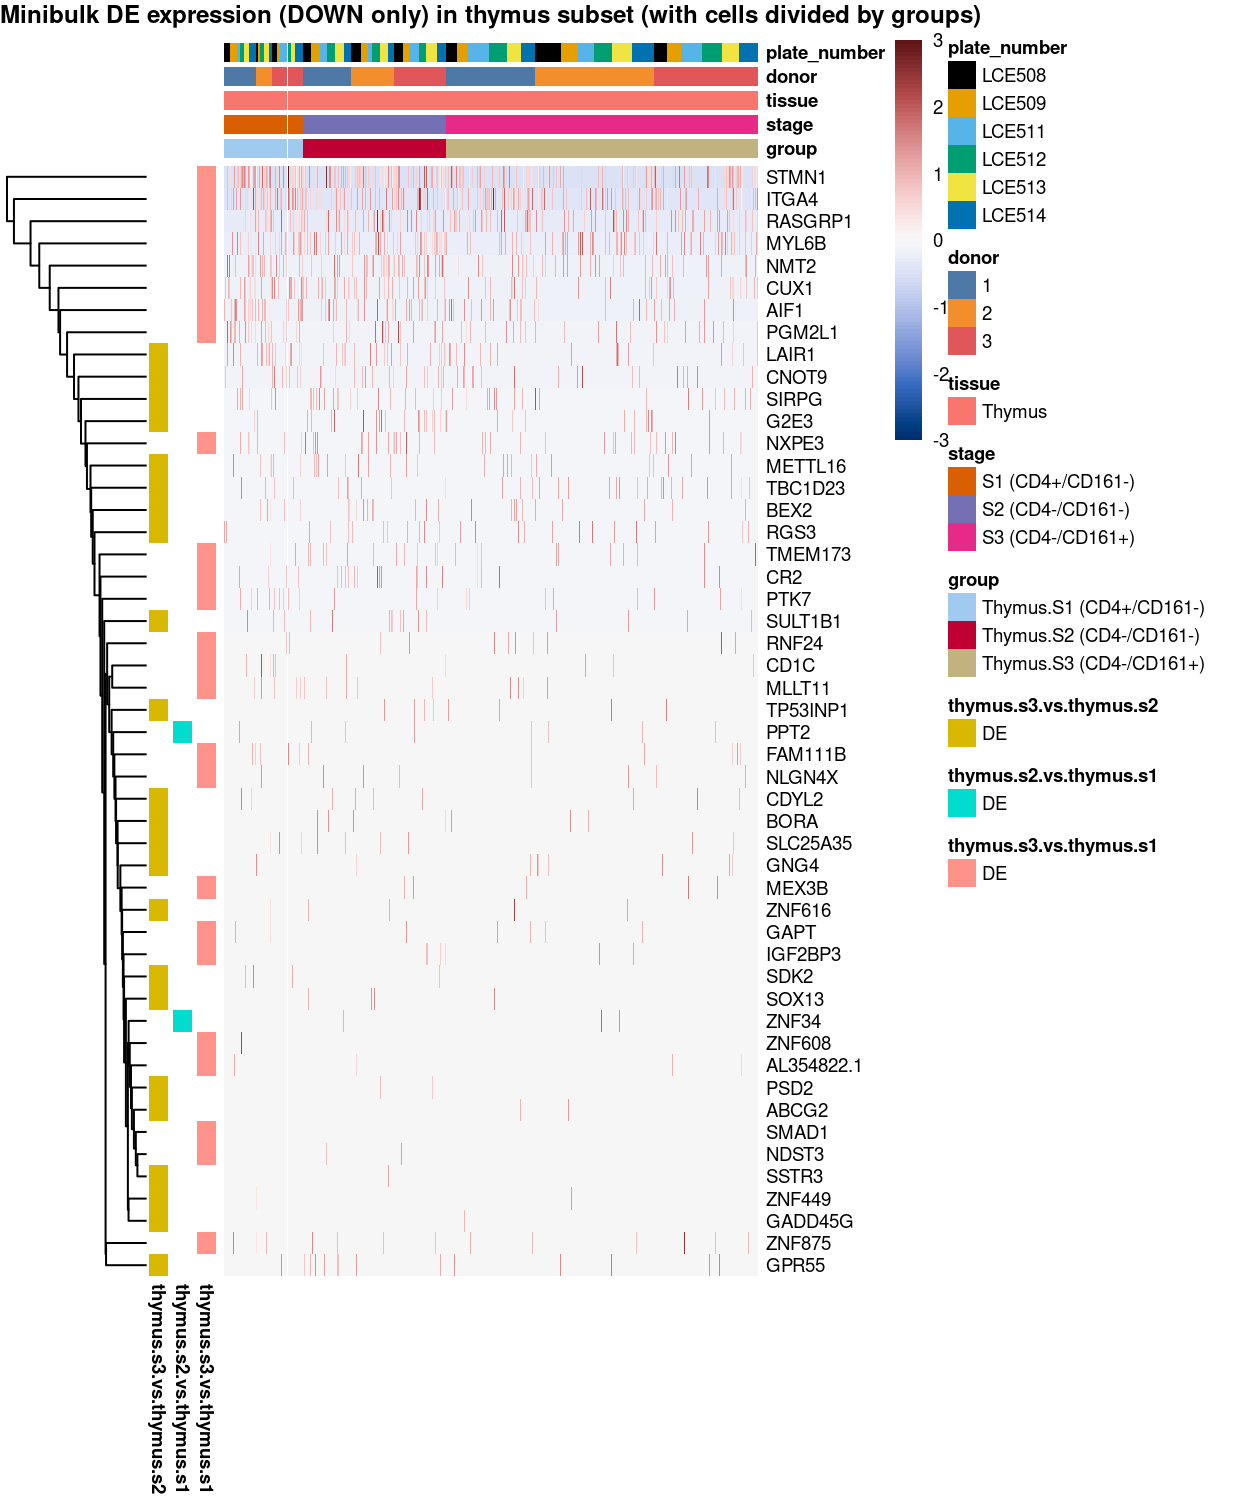 Minibulk DE expression (DOWN only) in thymus subset (with cells divided by groups)
plate_number
donor
tissue
stage
group
STMN1
ITGA4
RASGRP1
MYL6B
NMT2
CUX1
AIF1
PGM2L1
LAIR1
CNOT9
SIRPG
G2E3
NXPE3
METTL16
TBC1D23
BEX2
RGS3
TMEM173
CR2
PTK7
SULT1B1
RNF24
CD1C
MLLT11
TP53INP1
PPT2
FAM111B
NLGN4X
CDYL2
BORA
SLC25A35
GNG4
MEX3B
ZNF616
GAPT
IGF2BP3
SDK2
SOX13
ZNF34
ZNF608
AL354822.1
PSD2
ABCG2
SMAD1
NDST3
SSTR3
ZNF449
GADD45G
ZNF875
GPR55
thymus.s3.vs.thymus.s2
thymus.s2.vs.thymus.s1
thymus.s3.vs.thymus.s1
3
2
1
0
-1
-2
-3
plate_number
LCE508
LCE509
LCE511
LCE512
LCE513
LCE514
donor
1
2
3
tissue
Thymus
stage
S1 (CD4+/CD161-)
S2 (CD4-/CD161-)
S3 (CD4-/CD161+)
group
Thymus.S1 (CD4+/CD161-)
Thymus.S2 (CD4-/CD161-)
Thymus.S3 (CD4-/CD161+)
thymus.s3.vs.thymus.s2
DE
thymus.s2.vs.thymus.s1
DE
thymus.s3.vs.thymus.s1
DE